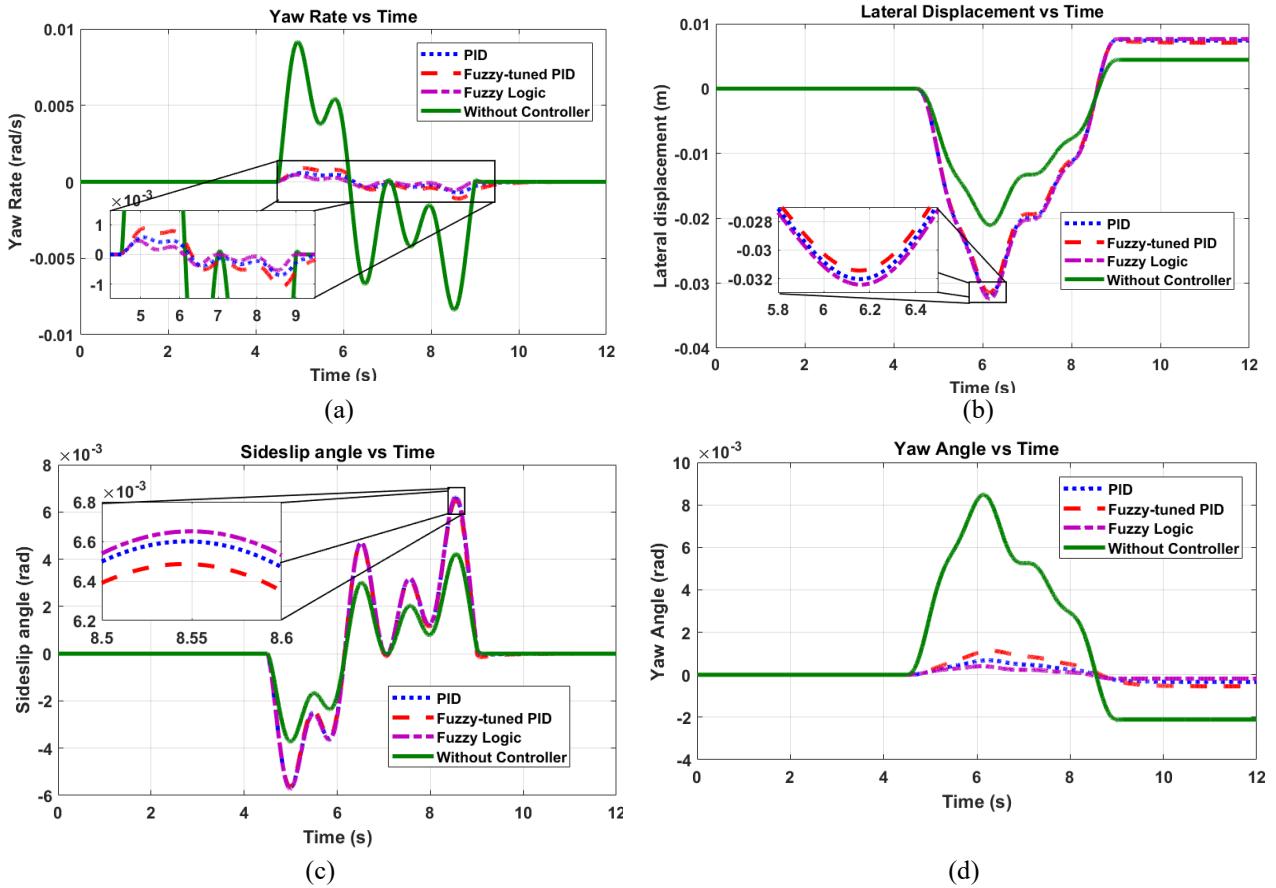 Yaw Rate vs Time
0.01
0.005
0
-0.005
-0.01
Yaw Rate (rad/s)
PID
Fuzzy-tuned PID
Fuzzy Logic
Without Controller
×10⁻³
1
0
-1
5 6 7 8 9
0 2 4 6 8 10 12
Time (s)
(a)
Lateral Displacement vs Time
0.01
0
-0.01
-0.02
-0.03
-0.04
Lateral displacement (m)
-0.028
-0.03
-0.032
5.8 6 6.2 6.4
PID
Fuzzy-tuned PID
Fuzzy Logic
Without Controller
0 2 4 6 8 10 12
Time (s)
(b)
Sideslip angle vs Time
×10⁻³
8
6
4
2
0
-2
-4
-6
Sideslip angle (rad)
×10⁻³
6.8
6.6
6.4
6.2
8.5 8.55 8.6
PID
Fuzzy-tuned PID
Fuzzy Logic
Without Controller
0 2 4 6 8 10 12
Time (s)
(c)
Yaw Angle vs Time
×10⁻³
10
8
6
4
2
0
-2
-4
Yaw Angle (rad)
PID
Fuzzy-tuned PID
Fuzzy Logic
Without Controller
0 2 4 6 8 10 12
Time (s)
(d)